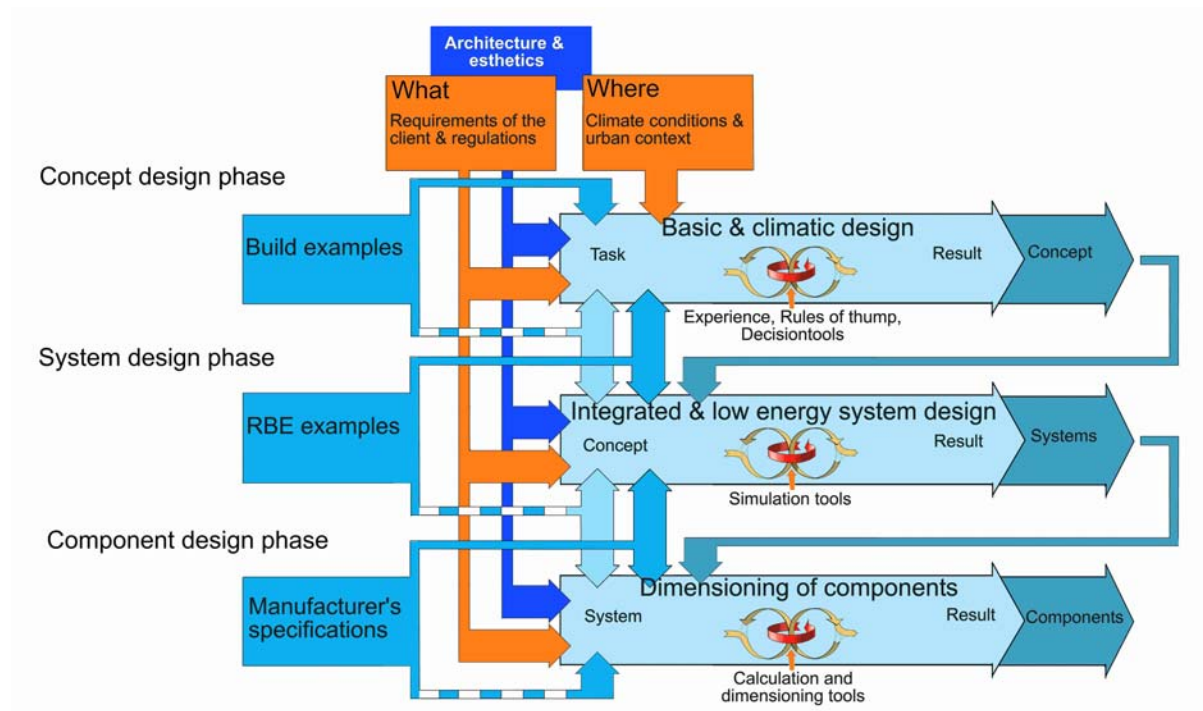 Architecture &
esthetics
What
Requirements of the
client & regulations
Where
Climate conditions &
urban context
Concept design phase
Build examples
Basic & climatic design
Task
Result
Concept
Experience, Rules of thump,
Decisiontools
System design phase
RBE examples
Integrated & low energy system design
Concept
Result
Systems
Simulation tools
Component design phase
Manufacturer's
specifications
Dimensioning of components
System
Result
Components
Calculation and
dimensioning tools